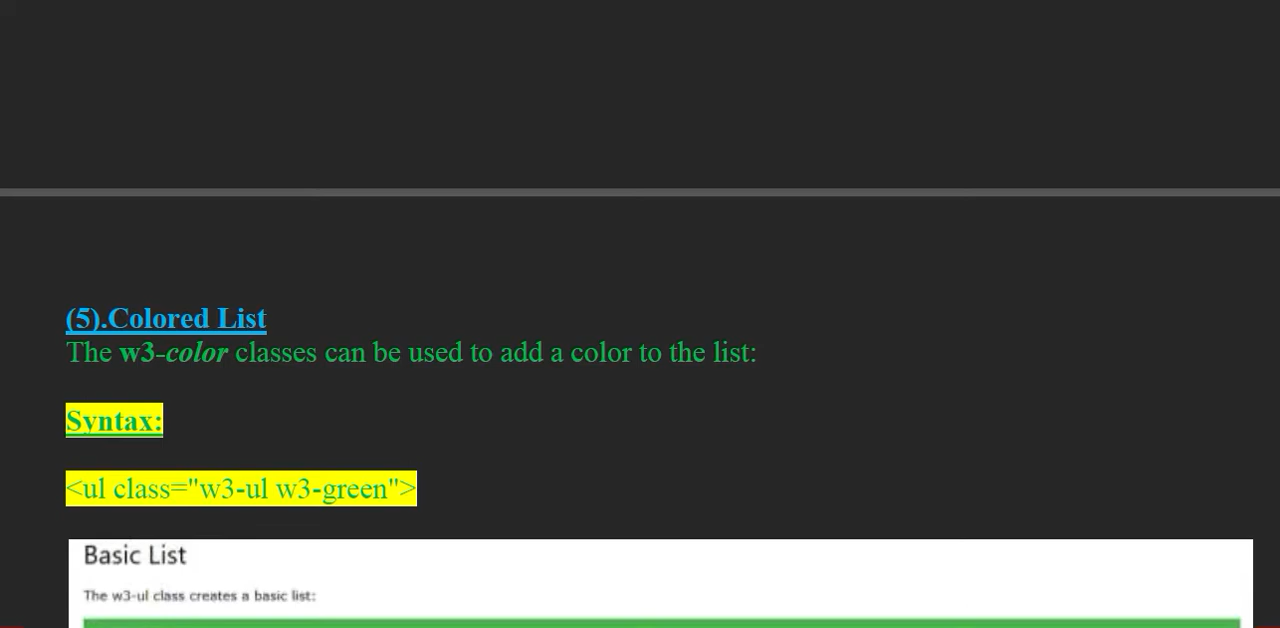 (5).Colored List
The w3-color classes can be used to add a color to the list:
Syntax:
<ul class="w3-ul w3-green">
Basic List
The w3-ul class creates a basic list: